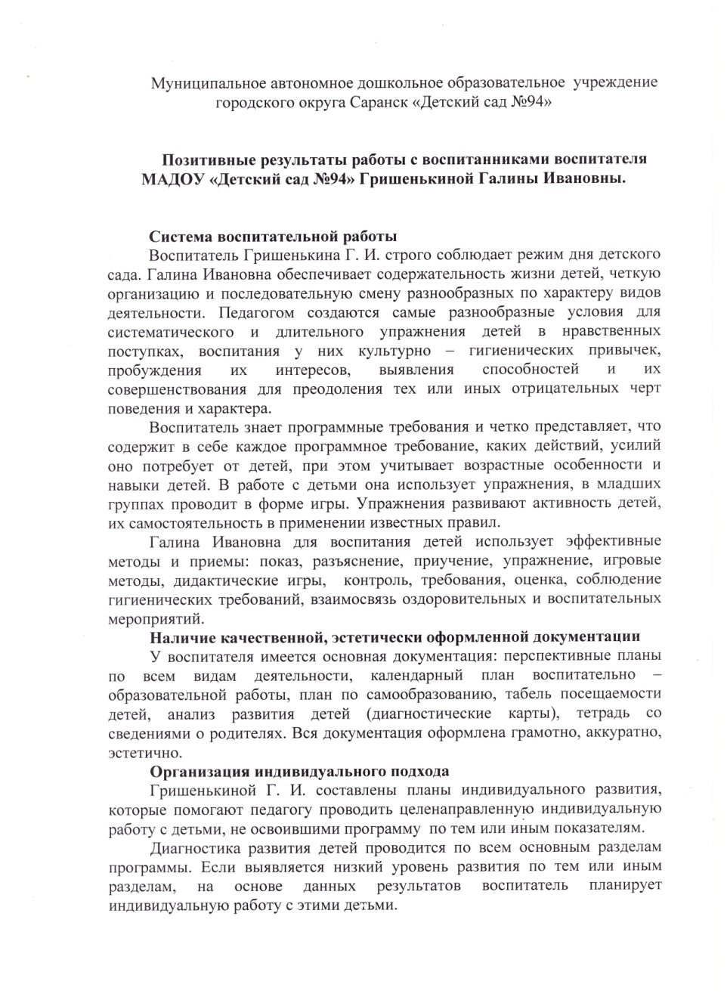 Муниципальное автономное дошкольное образовательное  учреждение
городского округа Саранск «Детский сад №94»
Позитивные результаты работы с воспитанниками воспитателя
МАДОУ «Детский сад №94» Гришенькиной Галины Ивановны.
Система воспитательной работы
Воспитатель Гришенькина Г. И. строго соблюдает режим дня детского
сада. Галина Ивановна обеспечивает содержательность жизни детей, четкую
организацию и последовательную смену разнообразных по характеру видов
деятельности. Педагогом создаются самые разнообразные условия для
систематического и длительного упражнения детей в нравственных
поступках, воспитания у них культурно – гигиенических привычек,
пробуждения их интересов, выявления способностей и их
совершенствования для преодоления тех или иных отрицательных черт
поведения и характера.
Воспитатель знает программные требования и четко представляет, что
содержит в себе каждое программное требование, каких действий, усилий
оно потребует от детей, при этом учитывает возрастные особенности и
навыки детей. В работе с детьми она использует упражнения, в младших
группах проводит в форме игры. Упражнения развивают активность детей,
их самостоятельность в применении известных правил.
Галина Ивановна для воспитания детей использует эффективные
методы и приемы: показ, разъяснение, приучение, упражнение, игровые
методы, дидактические игры,  контроль, требования, оценка, соблюдение
гигиенических требований, взаимосвязь оздоровительных и воспитательных
мероприятий.
Наличие качественной, эстетически оформленной документации
У воспитателя имеется основная документация: перспективные планы
по всем видам деятельности, календарный план воспитательно –
образовательной работы, план по самообразованию, табель посещаемости
детей, анализ развития детей (диагностические карты), тетрадь со
сведениями о родителях. Вся документация оформлена грамотно, аккуратно,
эстетично.
Организация индивидуального подхода
Гришенькиной Г. И. составлены планы индивидуального развития,
которые помогают педагогу проводить целенаправленную индивидуальную
работу с детьми, не освоившими программу  по тем или иным показателям.
Диагностика развития детей проводится по всем основным разделам
программы. Если выявляется низкий уровень развития по тем или иным
разделам, на основе данных результатов воспитатель планирует
индивидуальную работу с этими детьми.